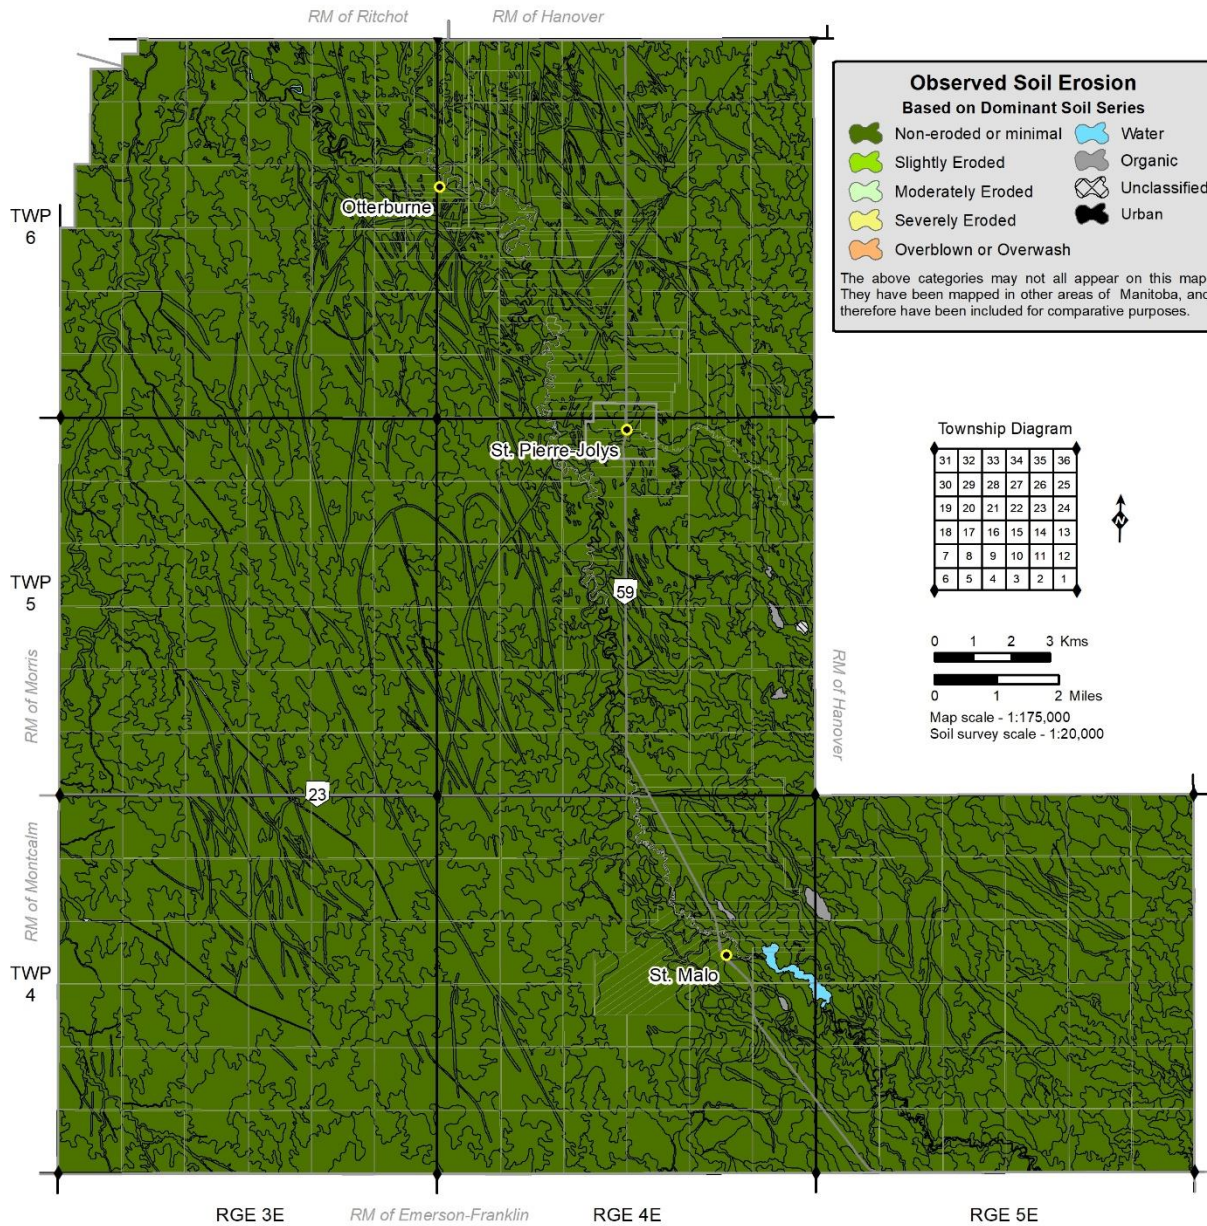 RM of Ritchot
RM of Hanover
Observed Soil Erosion
Based on Dominant Soil Series
Non-eroded or minimal
Water
Slightly Eroded
Organic
Moderately Eroded
Unclassified
Severely Eroded
Urban
Overblown or Overwash
The above categories may not all appear on this map
They have been mapped in other areas of Manitoba, and
therefore have been included for comparative purposes.
TWP
6
Otterburne
St. Pierre-Jolys
Township Diagram
31 32 33 34 35 36
30 29 28 27 26 25
19 20 21 22 23 24
18 17 16 15 14 13
7 8 9 10 11 12
6 5 4 3 2 1
N
TWP
5
59
0 1 2 3 Kms
0 1 2 Miles
Map scale - 1:175,000
Soil survey scale - 1:20,000
RM of Morris
RM of Hanover
23
RM of Montcalm
TWP
4
St. Malo
RGE 3E
RM of Emerson-Franklin
RGE 4E
RGE 5E